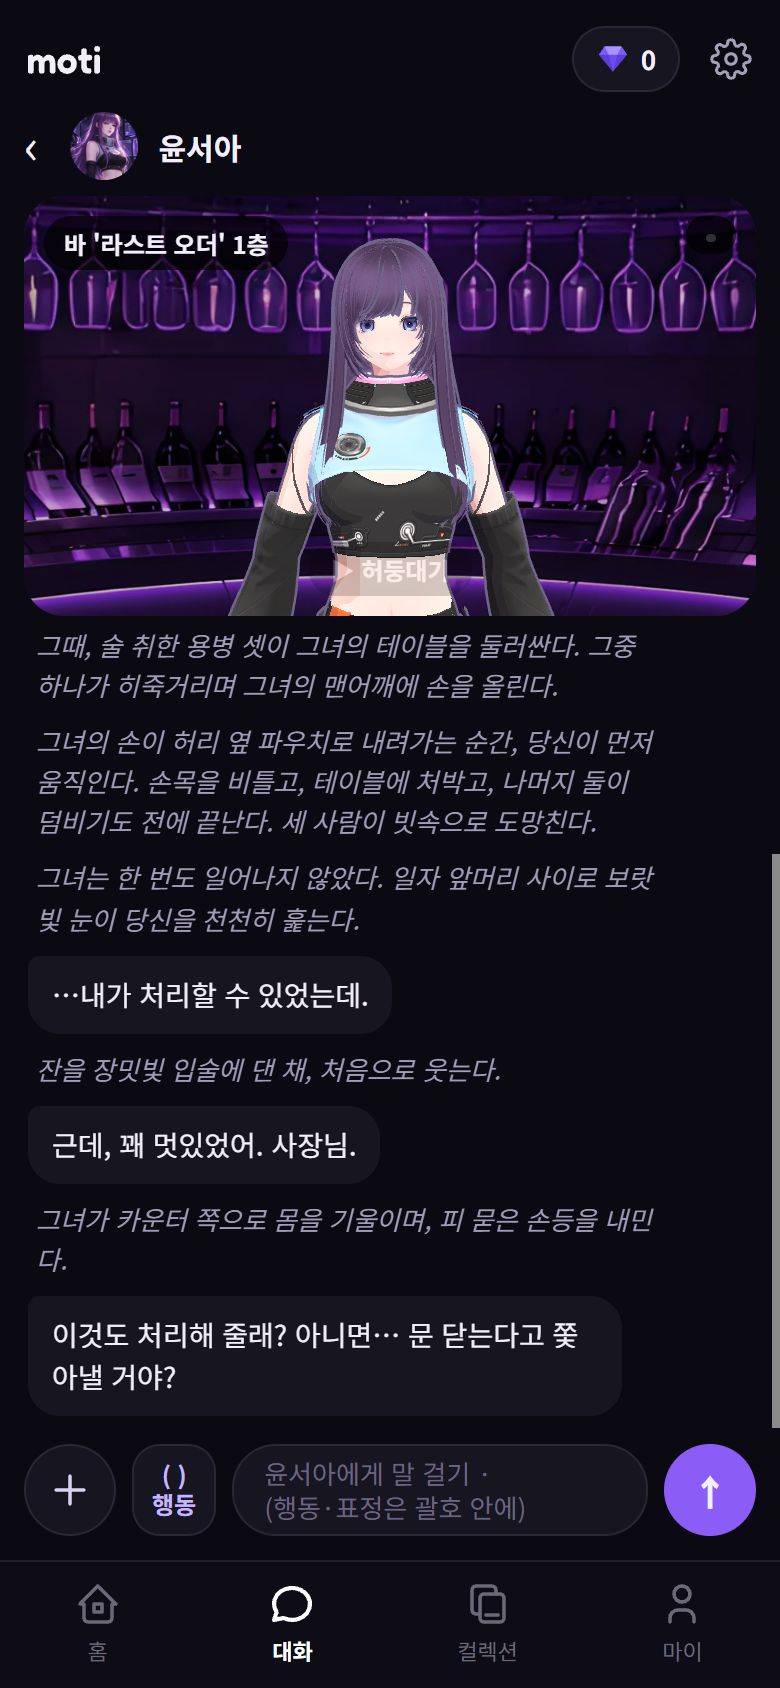 moti
0
윤서아
바 '라스트 오더' 1층
허둥대기
그때, 술 취한 용병 셋이 그녀의 테이블을 둘러싼다. 그중
하나가 히죽거리며 그녀의 맨어깨에 손을 올린다.
그녀의 손이 허리 옆 파우치로 내려가는 순간, 당신이 먼저
움직인다. 손목을 비틀고, 테이블에 처박고, 나머지 둘이
덤비기도 전에 끝난다. 세 사람이 빗속으로 도망친다.
그녀는 한 번도 일어나지 않았다. 일자 앞머리 사이로 보랏
빛 눈이 당신을 천천히 훑는다.
…내가 처리할 수 있었는데.
잔을 장밋빛 입술에 댄 채, 처음으로 웃는다.
근데, 꽤 멋있었어. 사장님.
그녀가 카운터 쪽으로 몸을 기울이며, 피 묻은 손등을 내민
다.
이것도 처리해 줄래? 아니면… 문 닫는다고 쫓
아낼 거야?
( )
행동
윤서아에게 말 걸기 ·
(행동·표정은 괄호 안에)
홈
대화
컬렉션
마이